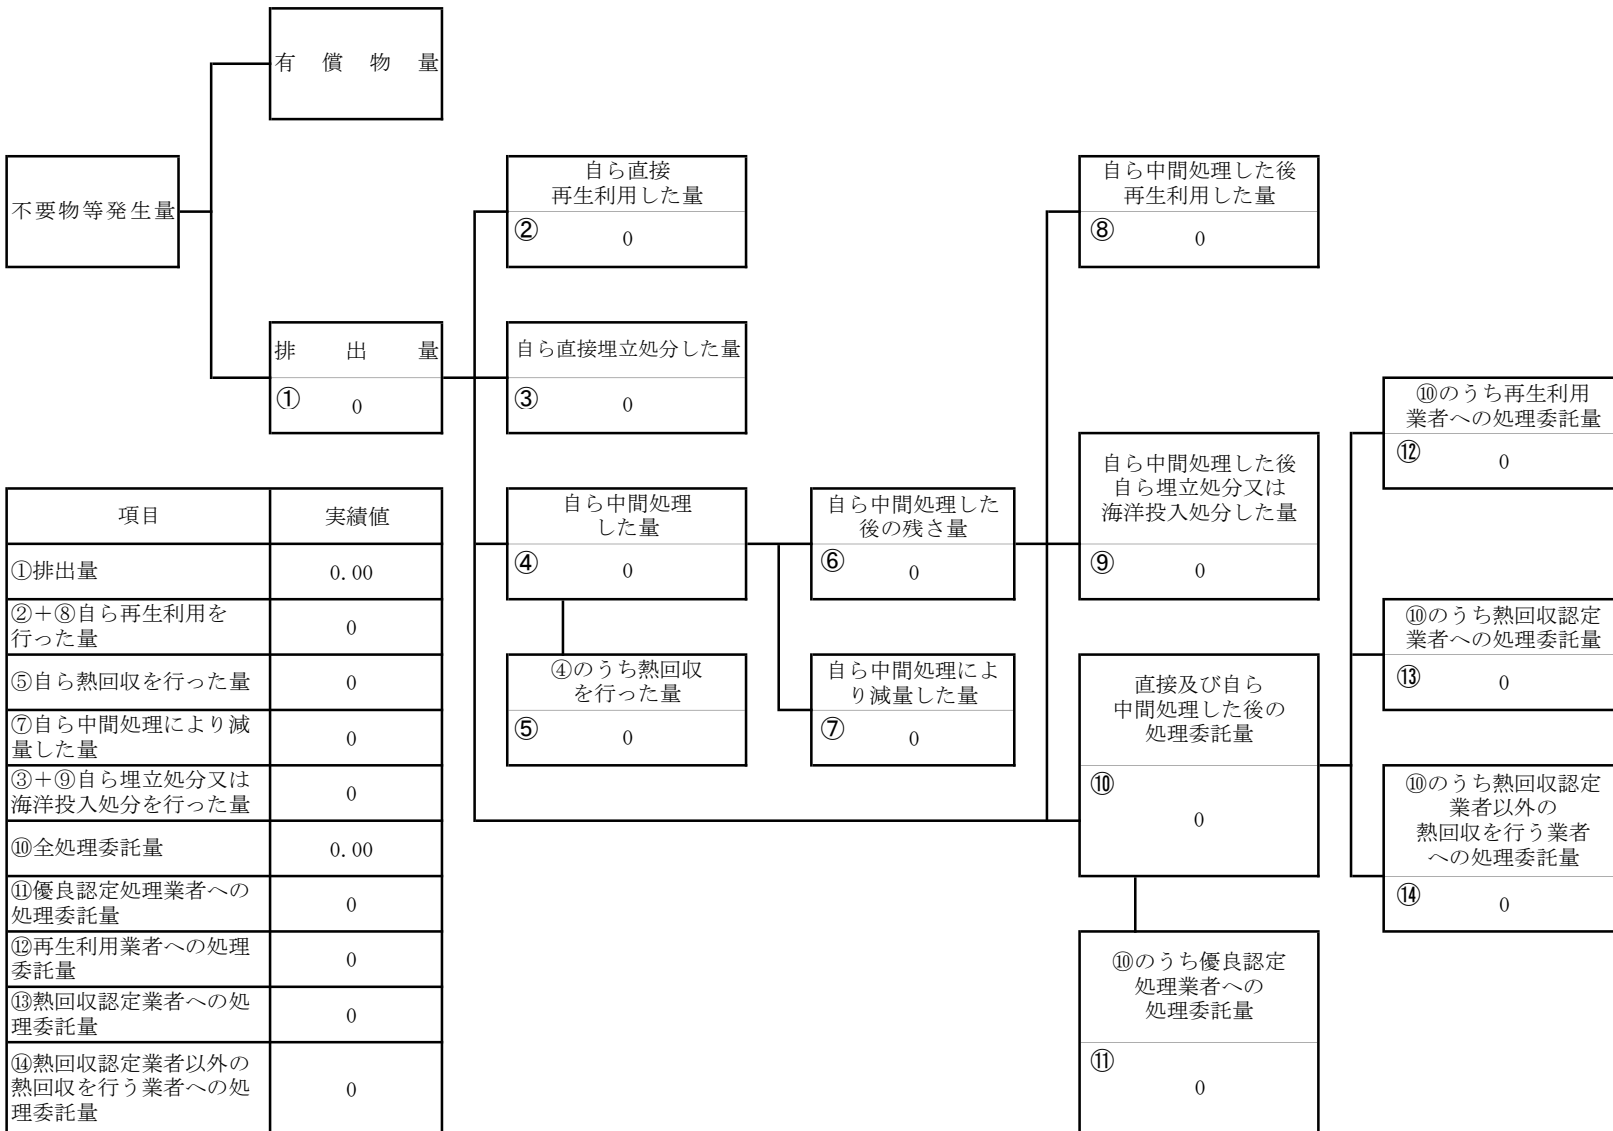 有償物量
不要物等発生量
排出量
① 0
自ら直接
再生利用した量
② 0
自ら直接埋立処分した量
③ 0
自ら中間処理
した量
④ 0
④のうち熱回収
を行った量
⑤ 0
自ら中間処理した
後の残さ量
⑥ 0
自ら中間処理によ
り減量した量
⑦ 0
自ら中間処理した後
再生利用した量
⑧ 0
自ら中間処理した後
自ら埋立処分又は
海洋投入処分した量
⑨ 0
直接及び自ら
中間処理した後の
処理委託量
⑩
0
⑩のうち優良認定
処理業者への
処理委託量
⑪
0
⑩のうち再生利用
業者への処理委託量
⑫ 0
⑩のうち熱回収認定
業者への処理委託量
⑬ 0
⑩のうち熱回収認定
業者以外の
熱回収を行う業者
への処理委託量
⑭ 0
項目 実績値
①排出量 0.00
②＋⑧自ら再生利用を
行った量 0
⑤自ら熱回収を行った量 0
⑦自ら中間処理により減
量した量 0
③＋⑨自ら埋立処分又は
海洋投入処分を行った量 0
⑩全処理委託量 0.00
⑪優良認定処理業者への
処理委託量 0
⑫再生利用業者への処理
委託量 0
⑬熱回収認定業者への処
理委託量 0
⑭熱回収認定業者以外の
熱回収を行う業者への処
理委託量 0